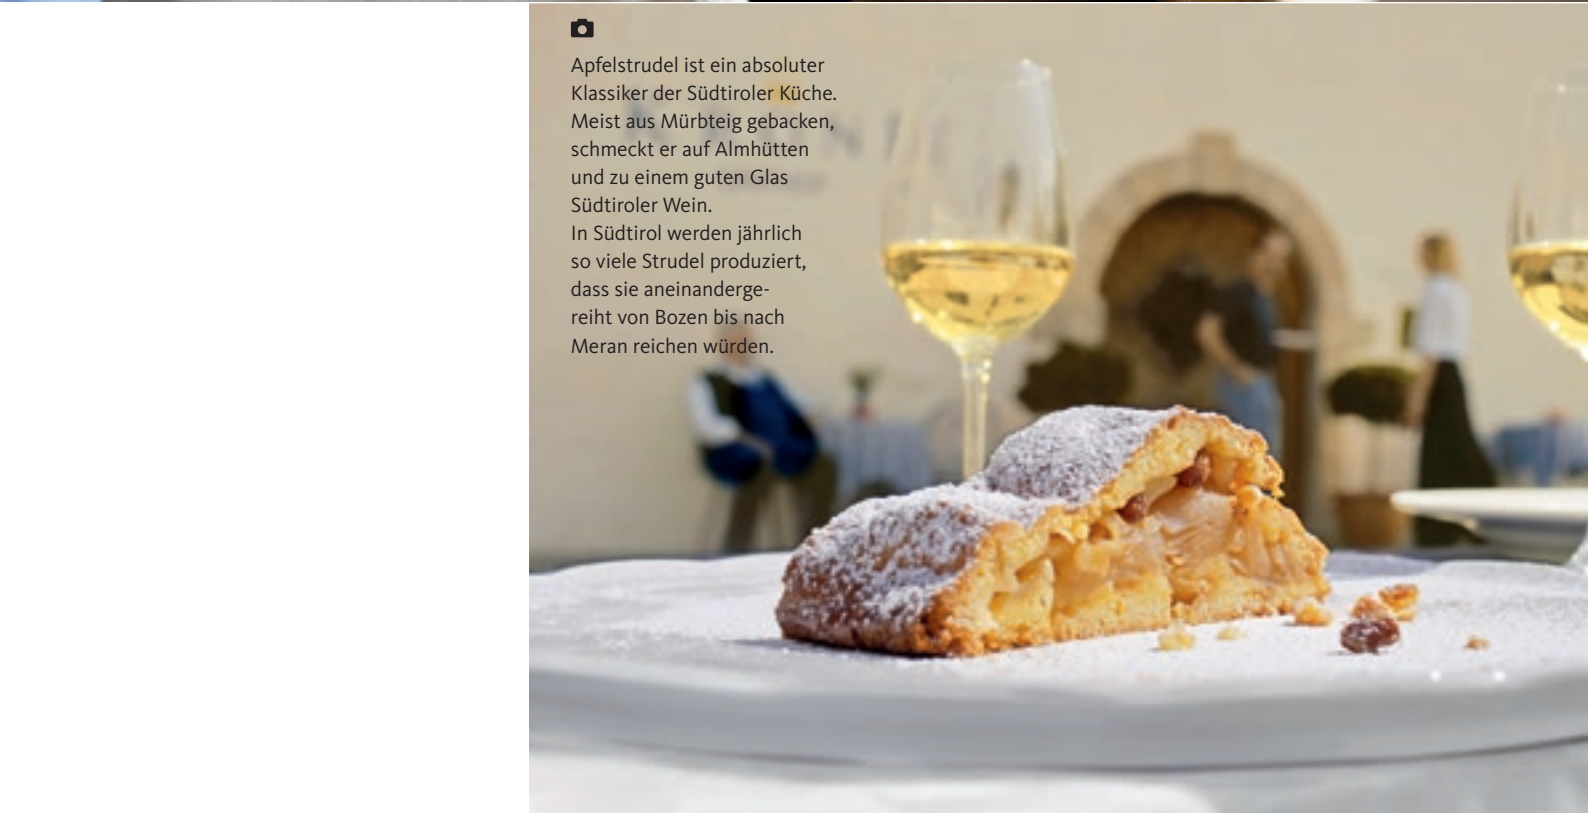 Apfelstrudel ist ein absoluter
Klassiker der Südtiroler Küche.
Meist aus Mürbteig gebacken,
schmeckt er auf Almhütten
und zu einem guten Glas
Südtiroler Wein.
In Südtirol werden jährlich
so viele Strudel produziert,
dass sie aneinanderge-
reiht von Bozen bis nach
Meran reichen würden.